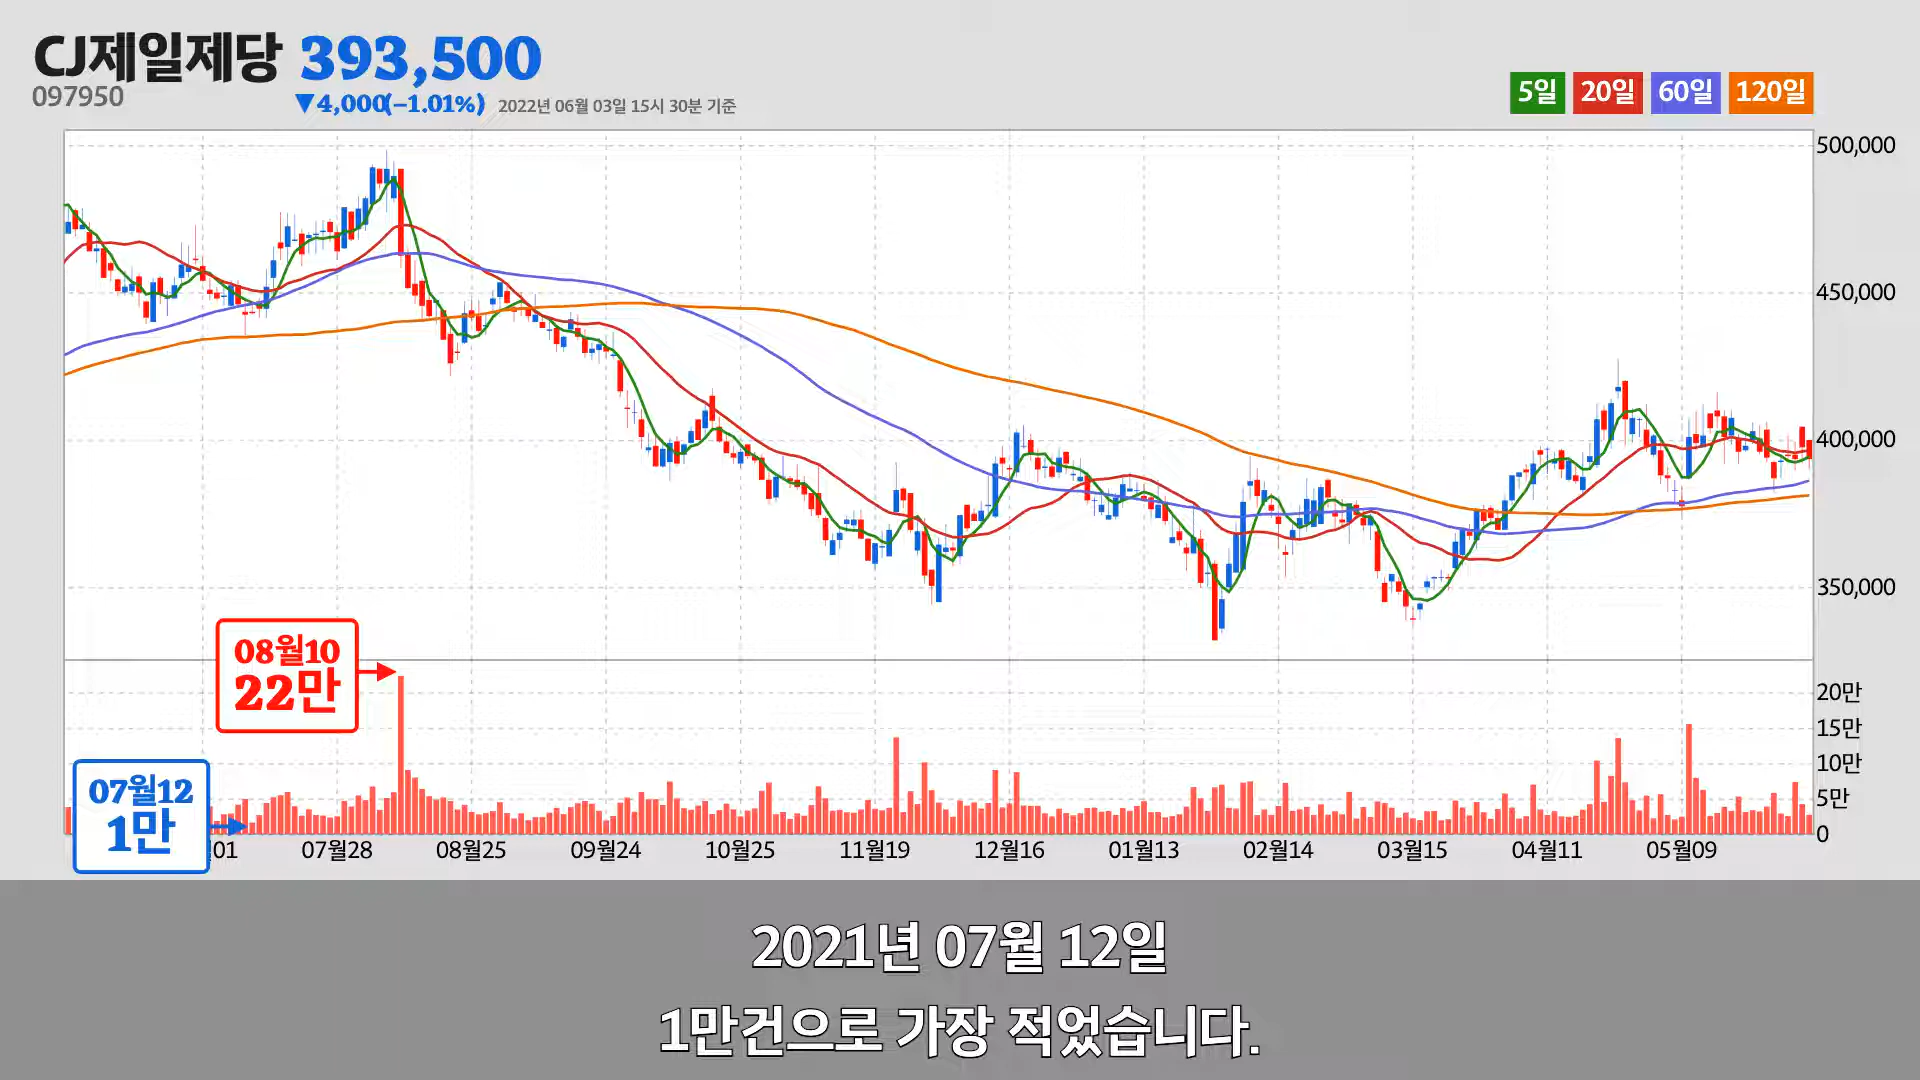 CJ제일제당 393,500
097950
▼4,000(−1.01%) 2022년 06월 03일 15시 30분 기준
5일 20일 60일 120일
500,000
450,000
400,000
350,000
08월10
22만
07월12
1만
20만
15만
10만
5만
0
01 07월28 08월25 09월24 10월25 11월19 12월16 01월13 02월14 03월15 04월11 05월09
2021년 07월 12일
1만건으로 가장 적었습니다.